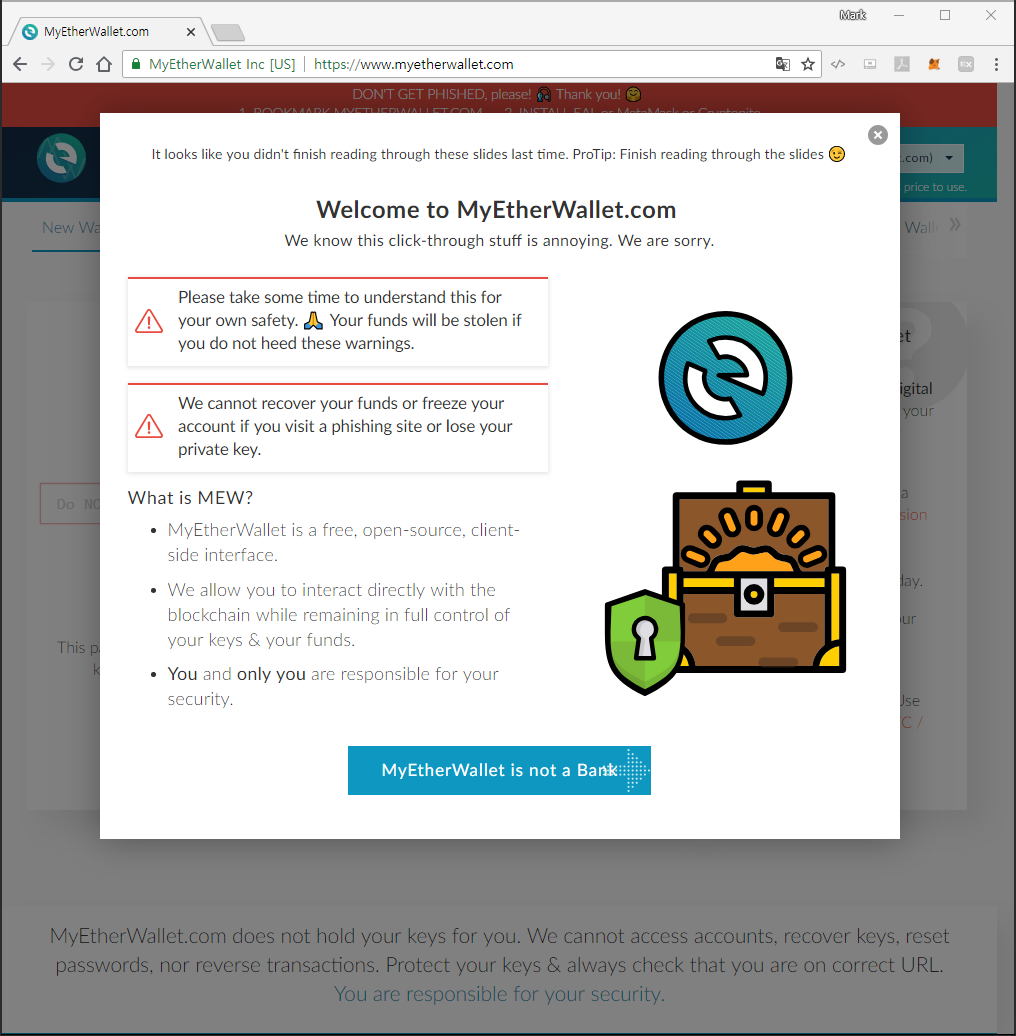 Mark
MyEtherWallet.com
MyEtherWallet Inc [US] https://www.myetherwallet.com
DON'T GET PHISHED, please! Thank you!
1. BOOKMARK MYETHERWALLET.COM 2. INSTALL EAL or MetaMask or Cryptonite
It looks like you didn't finish reading through these slides last time. ProTip: Finish reading through the slides 😉
.com)
price to use.
Welcome to MyEtherWallet.com
New Wa
Wall
We know this click-through stuff is annoying. We are sorry.
Please take some time to understand this for
your own safety. 🙏 Your funds will be stolen if
you do not heed these warnings.
et
igital
your
We cannot recover your funds or freeze your
account if you visit a phishing site or lose your
private key.
What is MEW?
Do NO
a
sion
MyEtherWallet is a free, open-source, client-
side interface.
We allow you to interact directly with the
blockchain while remaining in full control of
your keys & your funds.
day.
ur
This pa
k
You and only you are responsible for your
security.
Use
C /
MyEtherWallet is not a Bank
MyEtherWallet.com does not hold your keys for you. We cannot access accounts, recover keys, reset
passwords, nor reverse transactions. Protect your keys & always check that you are on correct URL.
You are responsible for your security.